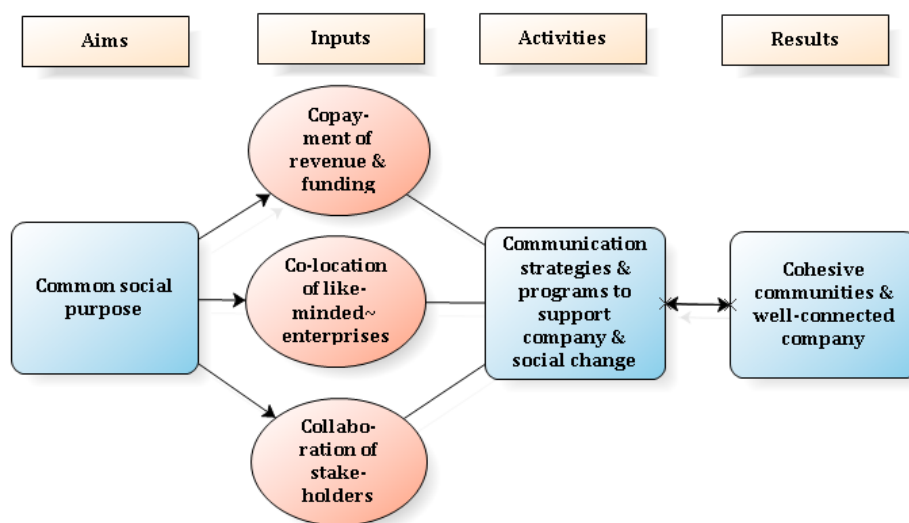 Aims
Inputs
Activities
Results
Copay-
ment of
revenue &
funding
Common social
purpose
Co-location
of like-
minded~
enterprises
Collabo-
ration of
stake-
holders
Communication
strategies &
programs to
support
company &
social change
Cohesive
communities &
well-connected
company